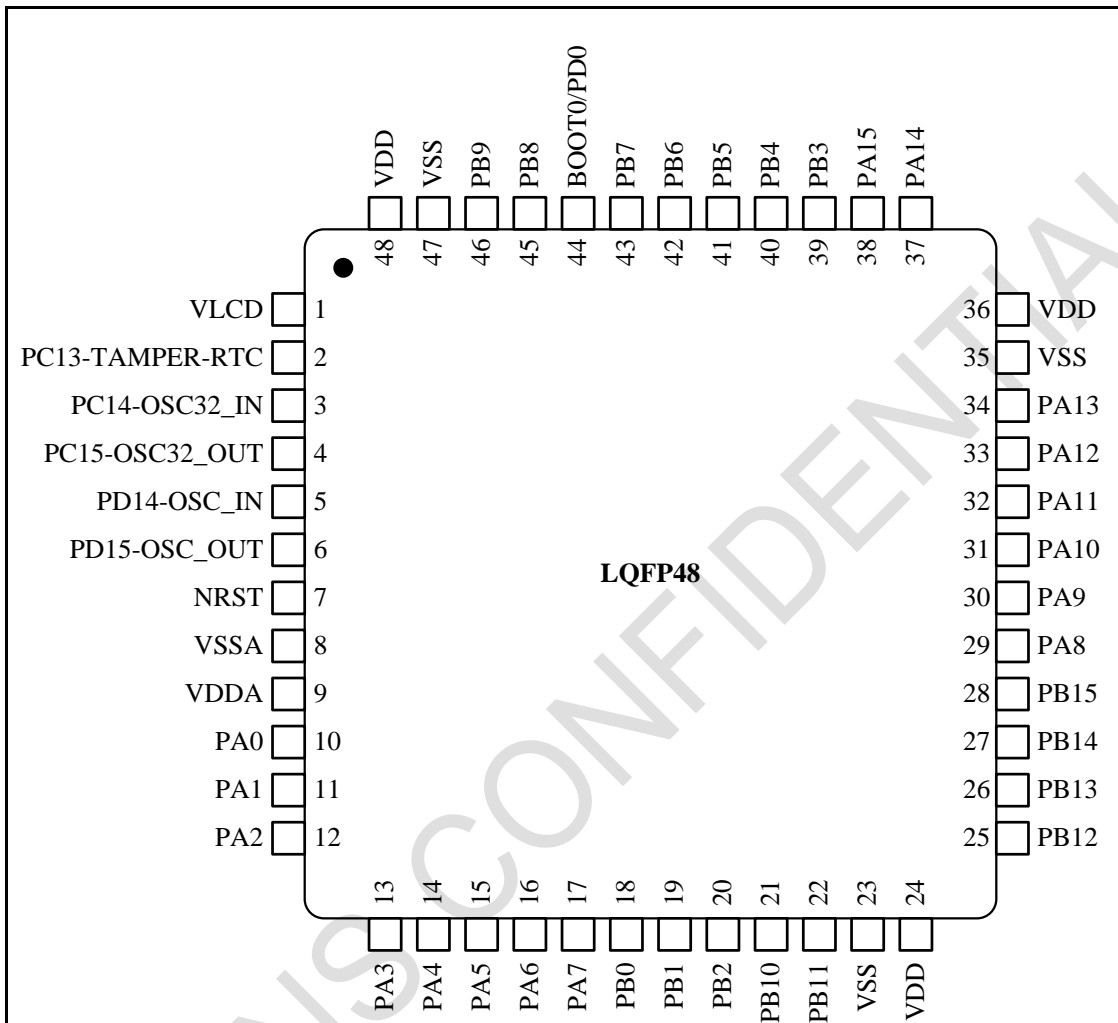 VDD
VSS
PB9
PB8
BOOT0/PD0
PB7
PB6
PB5
PB4
PB3
PA15
PA14
48
47
46
45
44
43
42
41
40
39
38
37
VLCD 1
PC13-TAMPER-RTC 2
PC14-OSC32_IN 3
PC15-OSC32_OUT 4
PD14-OSC_IN 5
PD15-OSC_OUT 6
NRST 7
VSSA 8
VDDA 9
PA0 10
PA1 11
PA2 12
LQFP48
36 VDD
35 VSS
34 PA13
33 PA12
32 PA11
31 PA10
30 PA9
29 PA8
28 PB15
27 PB14
26 PB13
25 PB12
13
14
15
16
17
18
19
20
21
22
23
24
PA3
PA4
PA5
PA6
PA7
PB0
PB1
PB2
PB10
PB11
VSS
VDD
NS CONFIDENTIAL